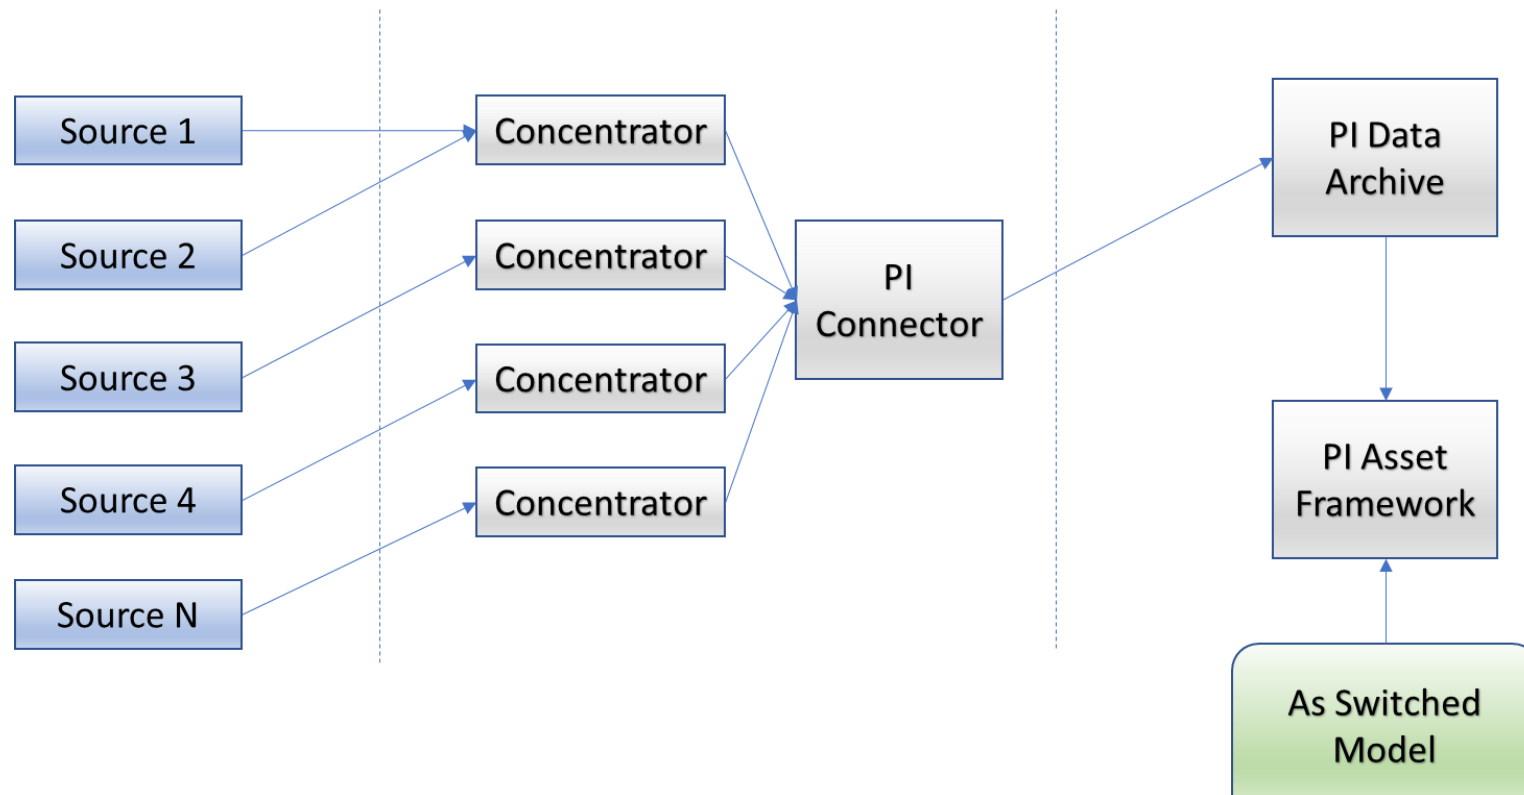 Source 1
Source 2
Source 3
Source 4
Source N
Concentrator
Concentrator
Concentrator
Concentrator
PI
Connector
PI Data
Archive
PI Asset
Framework
As Switched
Model